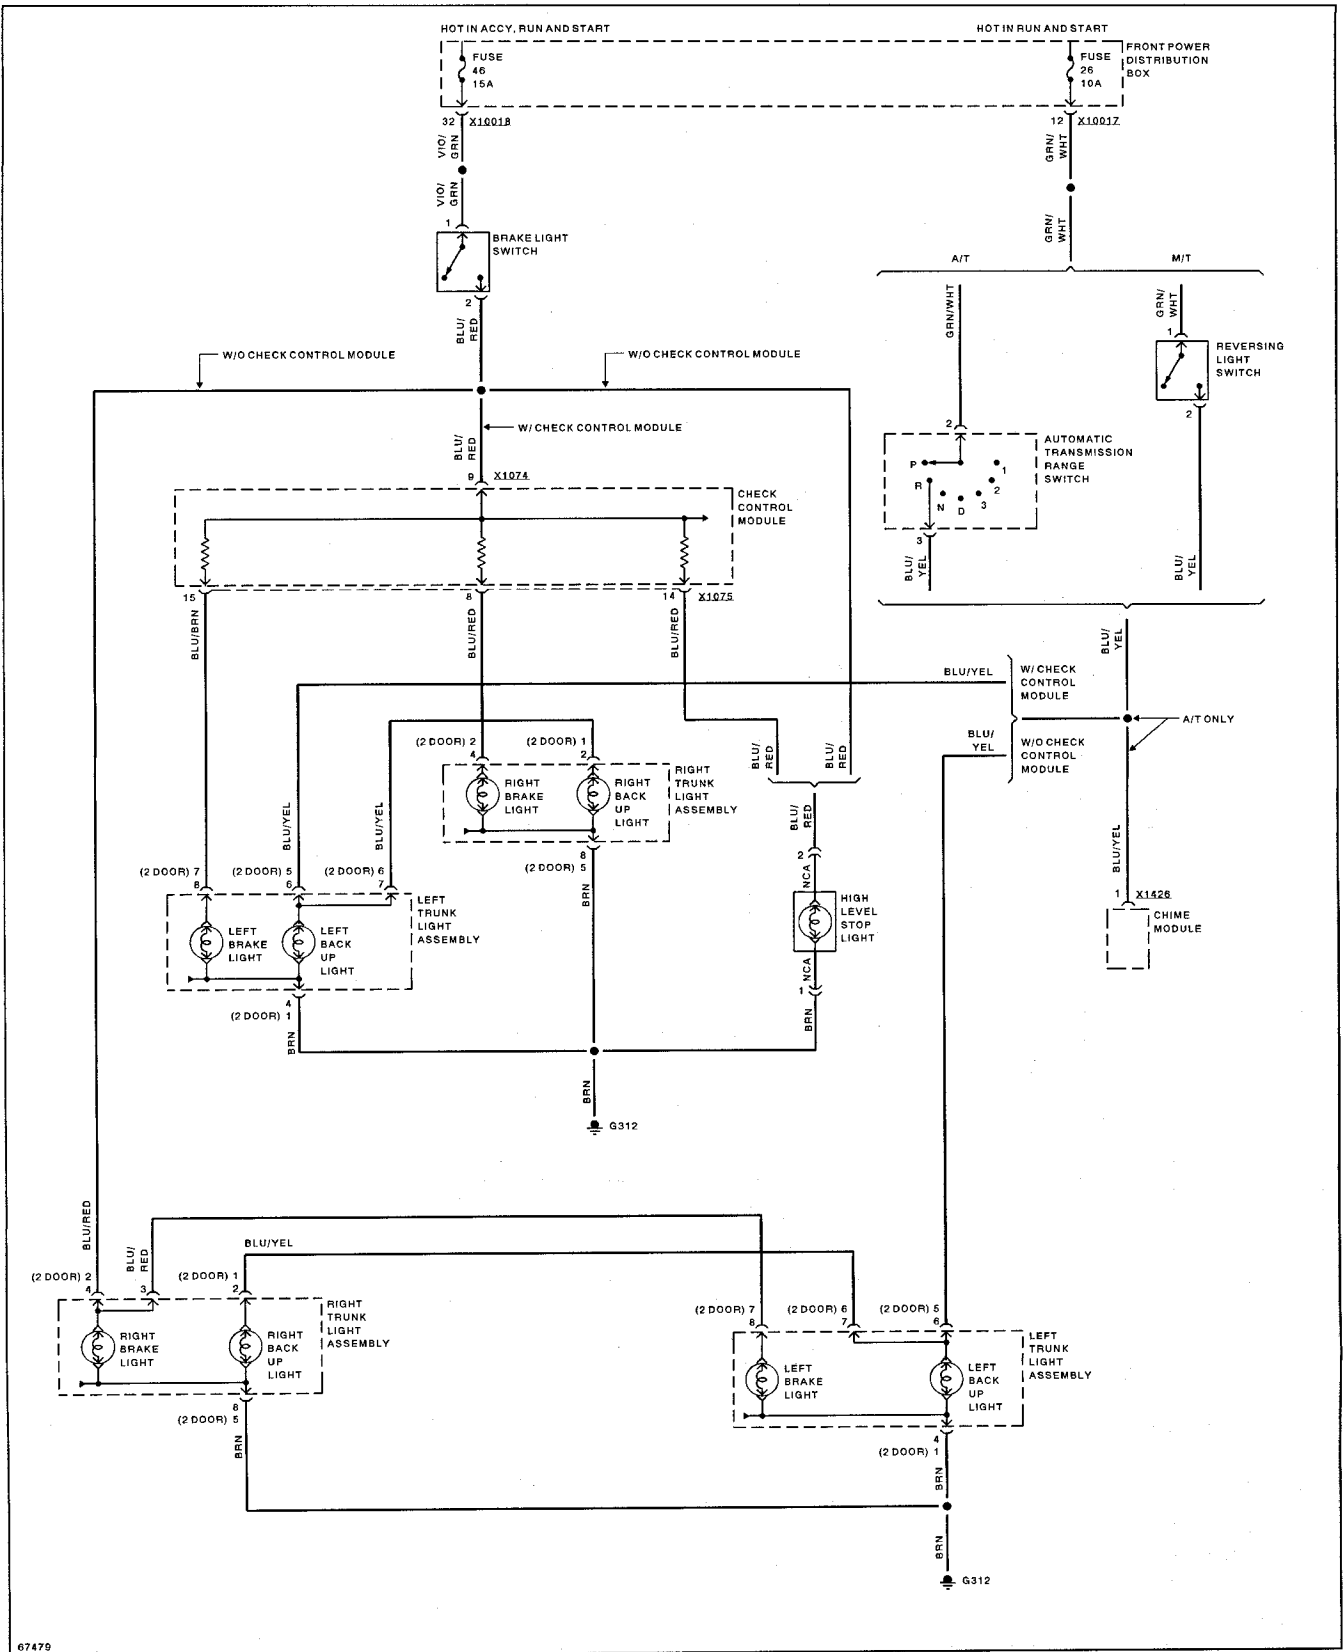 HOT IN ACCY, RUN AND START
HOT IN RUN AND START
FUSE
46
15A
FUSE
26
10A
FRONT POWER
DISTRIBUTION
BOX
32 X10018
12 X10017
VIO/
GRN
GRN/
WHT
VIO/
GRN
GRN/
WHT
1
BRAKE LIGHT
SWITCH
2
A/T
M/T
BLU/
RED
GRN/WHT
GRN/
WHT
1
REVERSING
LIGHT
SWITCH
2
W/O CHECK CONTROL MODULE
W/O CHECK CONTROL MODULE
W/ CHECK CONTROL MODULE
BLU/
RED
9 X1074
2
AUTOMATIC
TRANSMISSION
RANGE
SWITCH
P
R
N
D
3
2
1
3
CHECK
CONTROL
MODULE
BLU/
YEL
BLU/
YEL
15
8
14 X1075
BLU/BRN
BLU/RED
BLU/RED
BLU/
YEL
BLU/YEL
W/ CHECK
CONTROL
MODULE
A/T ONLY
BLU/
YEL
W/O CHECK
CONTROL
MODULE
(2 DOOR) 2
4
(2 DOOR) 1
2
BLU/
RED
BLU/
RED
RIGHT
BRAKE
LIGHT
RIGHT
BACK
UP
LIGHT
RIGHT
TRUNK
LIGHT
ASSEMBLY
BLU/YEL
BLU/YEL
BLU/
RED
BLU/YEL
8
(2 DOOR) 5
2
NCA
(2 DOOR) 7
8
(2 DOOR) 5
6
(2 DOOR) 6
7
BRN
HIGH
LEVEL
STOP
LIGHT
1 X1426
CHIME
MODULE
LEFT
TRUNK
LIGHT
ASSEMBLY
LEFT
BRAKE
LIGHT
LEFT
BACK
UP
LIGHT
NCA
1
4
(2 DOOR) 1
BRN
BRN
BRN
G312
BLU/RED
BLU/
RED
BLU/YEL
(2 DOOR) 2
4
3
(2 DOOR) 1
2
RIGHT
TRUNK
LIGHT
ASSEMBLY
RIGHT
BRAKE
LIGHT
RIGHT
BACK
UP
LIGHT
(2 DOOR) 7
8
(2 DOOR) 6
7
(2 DOOR) 5
6
LEFT
TRUNK
LIGHT
ASSEMBLY
LEFT
BRAKE
LIGHT
LEFT
BACK
UP
LIGHT
8
(2 DOOR) 5
BRN
4
(2 DOOR) 1
BRN
BRN
G312
67479